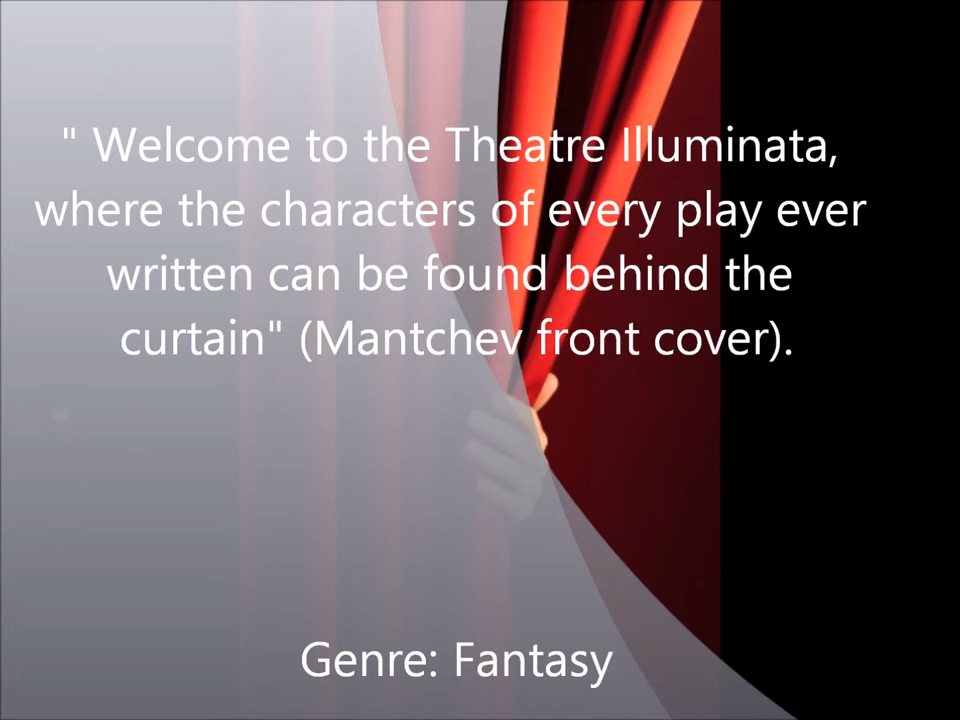 " Welcome to the Theatre Illuminata,
where the characters of every play ever
written can be found behind the
curtain" (Mantchev front cover).
Genre: Fantasy